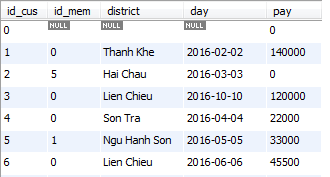 id_cus id_mem district day pay
0 NULL NULL NULL 0
1 0 Thanh Khe 2016-02-02 140000
2 5 Hai Chau 2016-03-03 0
3 0 Lien Chieu 2016-10-10 120000
4 0 Son Tra 2016-04-04 22000
5 1 Ngu Hanh Son 2016-05-05 33000
6 0 Lien Chieu 2016-06-06 45500